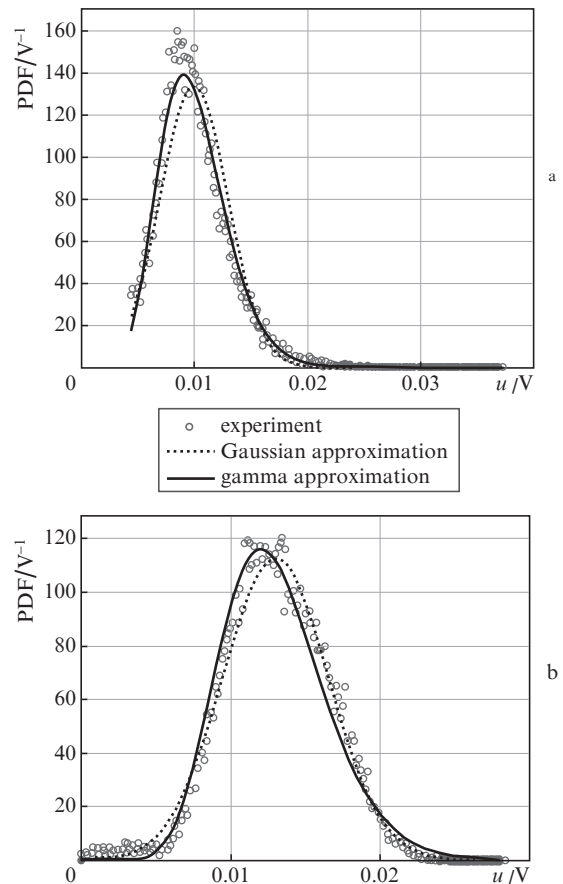 PDF/V⁻¹
160
140
120
100
80
60
40
20
0
0.01
0.02
0.03
u /V
a
experiment
Gaussian approximation
gamma approximation
PDF/V⁻¹
120
100
80
60
40
20
0
0.01
0.02
u /V
b